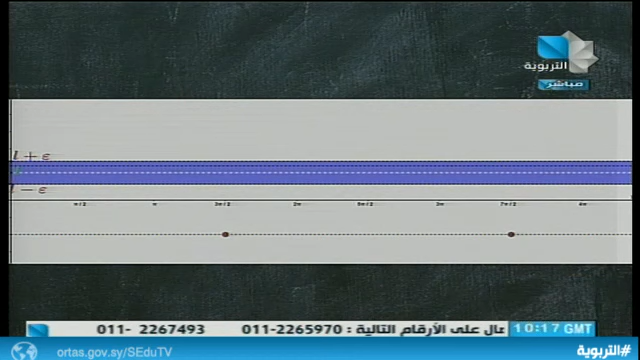 التربوية
مباشر
l + ε
l − ε
π/2 π 3π/2 2π 5π/2 3π 7π/2 4π
10:17 GMT عال على الأرقام التالية : 2265970-011 2267493 -011
ortas.gov.sy/SEduTV
#التربوية